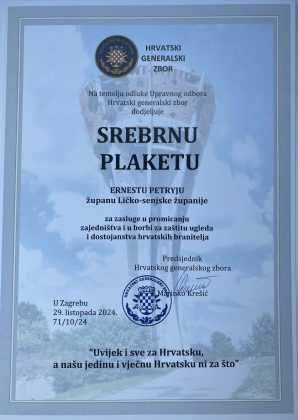 HRVATSKI
GENERALSKI
ZBOR
Na temelju odluke Upravnog odbora
Hrvatski generalski zbor
dodjeljuje
SREBRNU
PLAKETU
ERNESTU PETRYJU
županu Ličko-senjske županije
za zasluge u promicanju
zajedništva i u borbi za zaštitu ugleda
i dostojanstva hrvatskih branitelja
Predsjednik
Hrvatskog generalskog zbora
Marinko Krešić
U Zagrebu
29. listopada 2024.
71/10/24
"Uvijek i sve za Hrvatsku,
a našu jedinu i vječnu Hrvatsku ni za što"